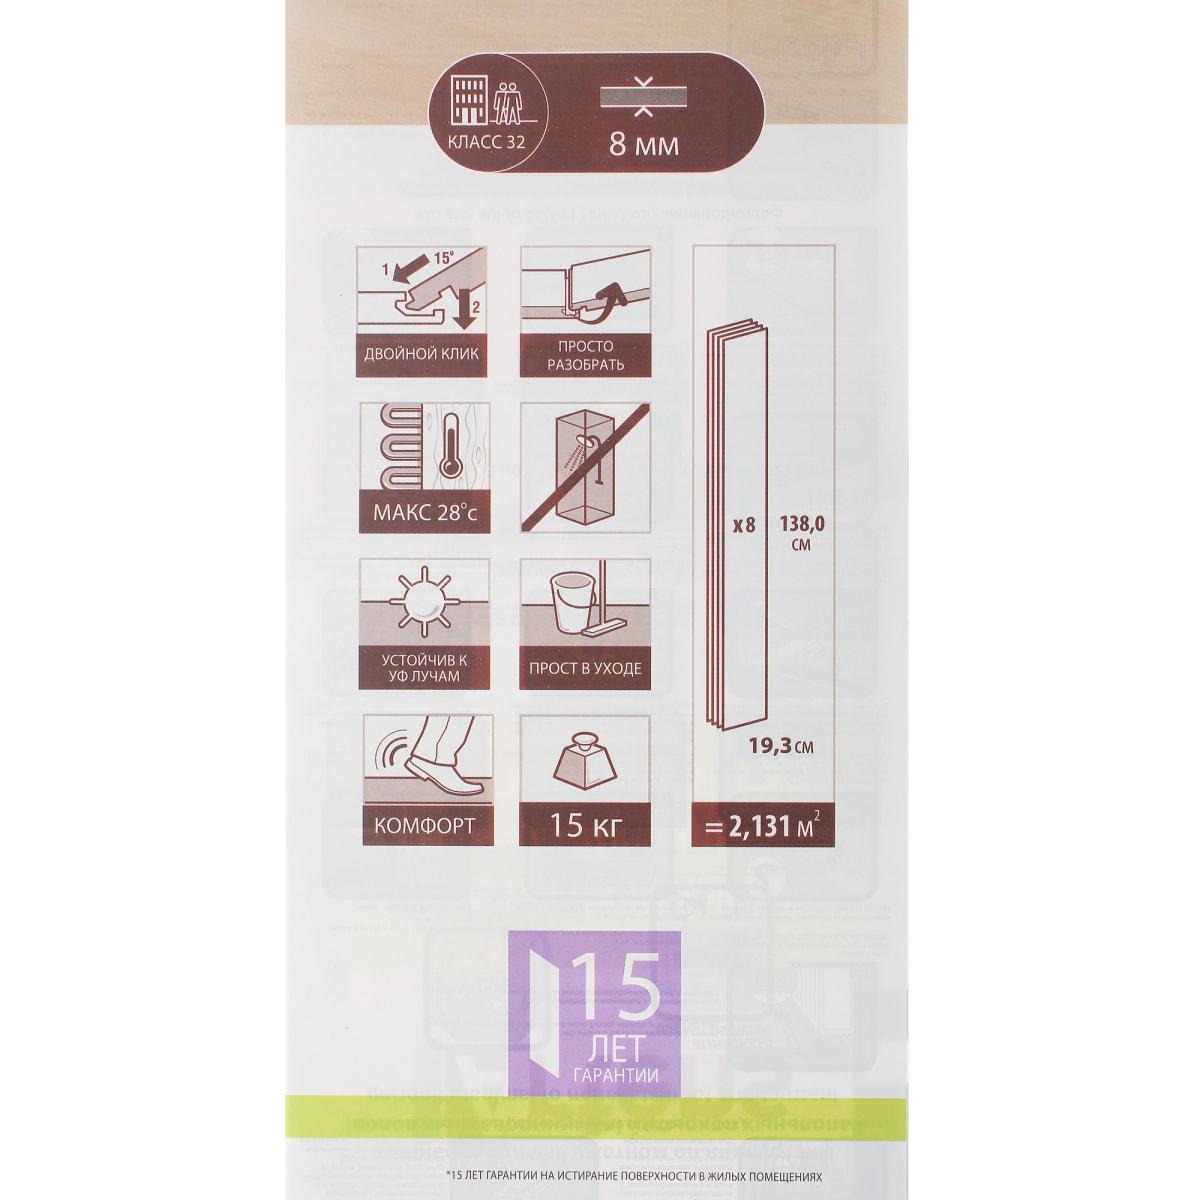 КЛАСС 32
8 мм
1
15°
2
ДВОЙНОЙ КЛИК
ПРОСТО
РАЗОБРАТЬ
МАКС 28°с
УСТОЙЧИВ К
УФ ЛУЧАМ
ПРОСТ В УХОДЕ
КОМФОРТ
15 кг
х8
138,0
СМ
19,3 СМ
= 2,131 м²
15
ЛЕТ
ГАРАНТИИ
*15 ЛЕТ ГАРАНТИИ НА ИСТИРАНИЕ ПОВЕРХНОСТИ В ЖИЛЫХ ПОМЕЩЕНИЯХ